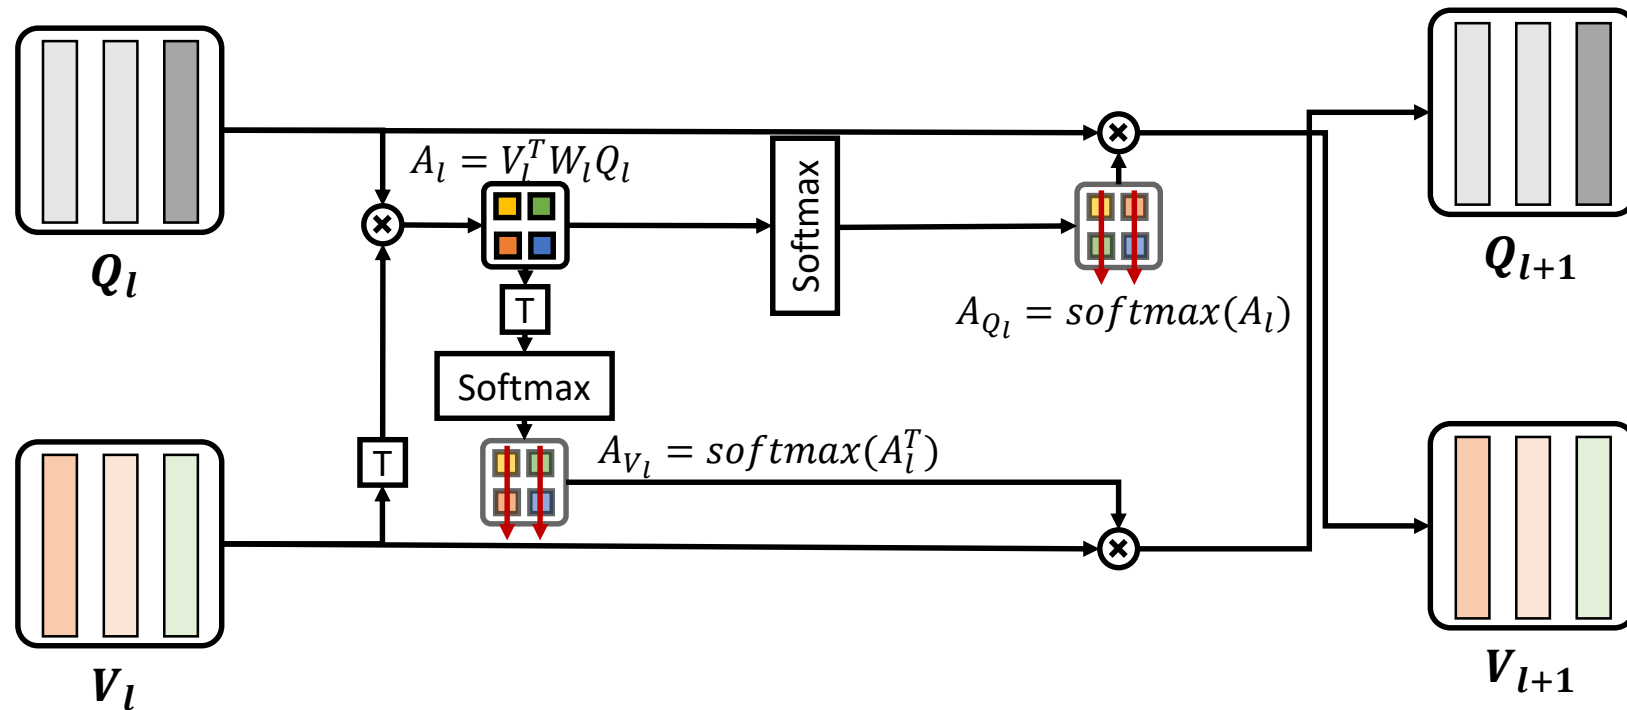 Q_l
A_l = V_l^T W_l Q_l
Softmax
Q_{l+1}
A_{Q_l} = softmax(A_l)
T
Softmax
T
A_{V_l} = softmax(A_l^T)
V_l
V_{l+1}